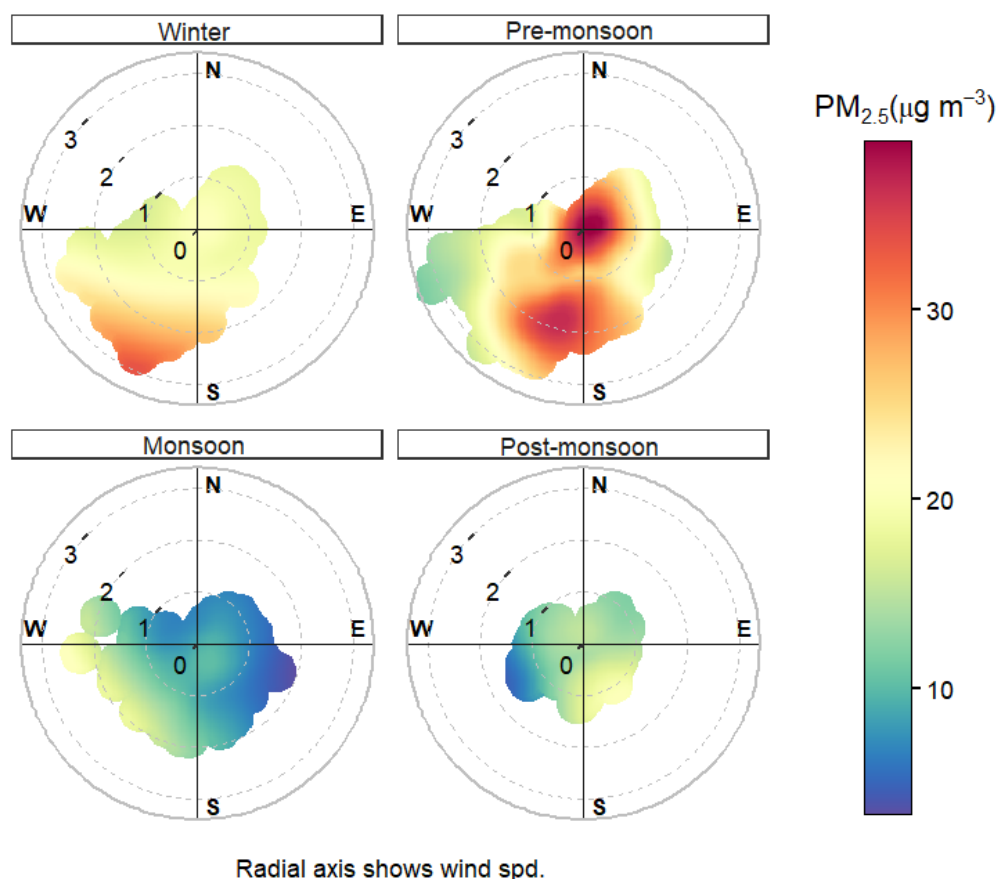 Winter
Pre-monsoon
N
3
2
W
1
E
0
S
N
3
2
W
1
E
0
S
PM2.5(μg m−3)
30
20
10
Monsoon
Post-monsoon
N
3
2
W
1
E
0
S
N
3
2
W
1
E
0
S
Radial axis shows wind spd.